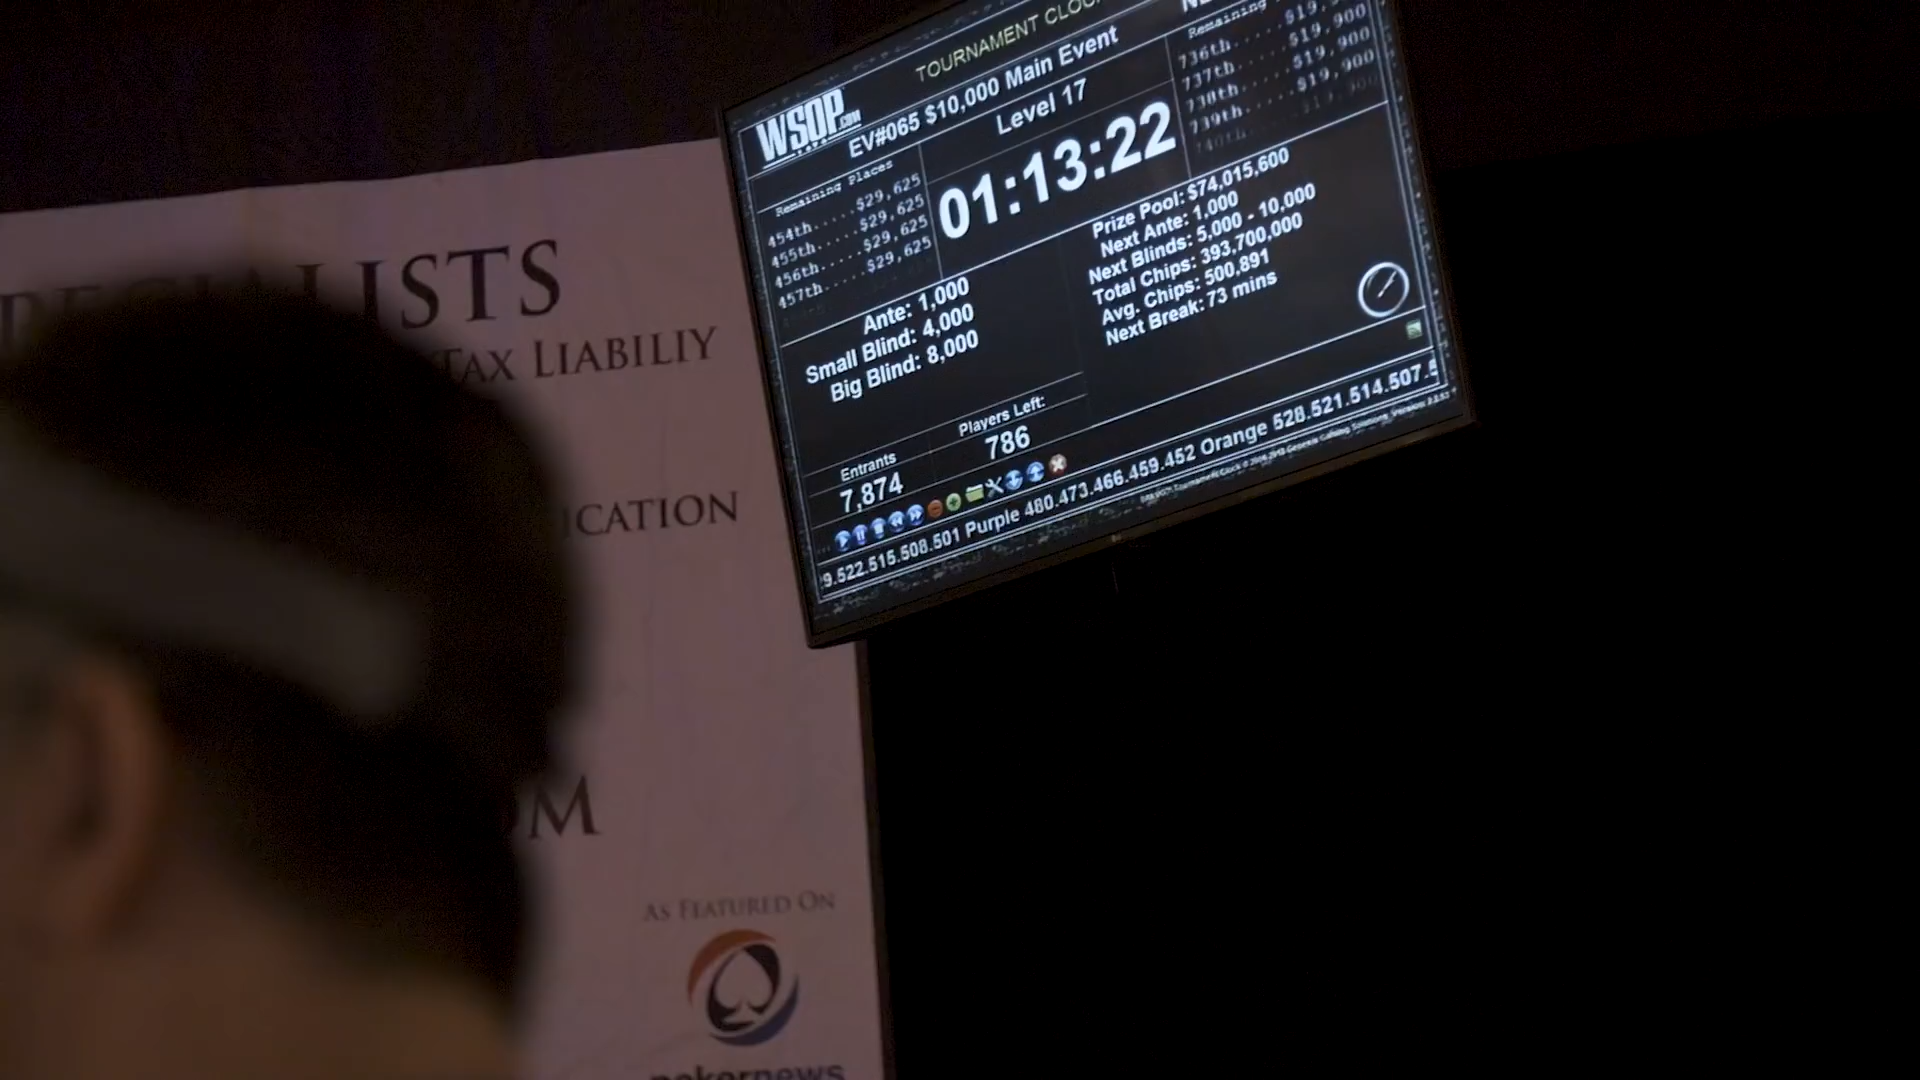 TOURNAMENT CLOC
WSOP.COM
EV#065 $10,000 Main Event
Level 17
01:13:22
Remaining Places
454th.....$29,625
455th.....$29,625
456th.....$29,625
457th.....$29,625
Remaining
$19,900
736th.....$19,900
737th.....$19,900
738th.....$19,900
739th.....
Ante: 1,000
Small Blind: 4,000
Big Blind: 8,000
Prize Pool: $74,015,600
Next Ante: 1,000
Next Blinds: 5,000 - 10,000
Total Chips: 393,700,000
Avg. Chips: 500,891
Next Break: 73 mins
Entrants
7,874
Players Left:
786
9.522.515.508.501 Purple 480.473.466.459.452 Orange 528.521.514.507.5
ISTS
TAX LIABILIY
ICATION
OM
AS FEATURED ON
pokernews